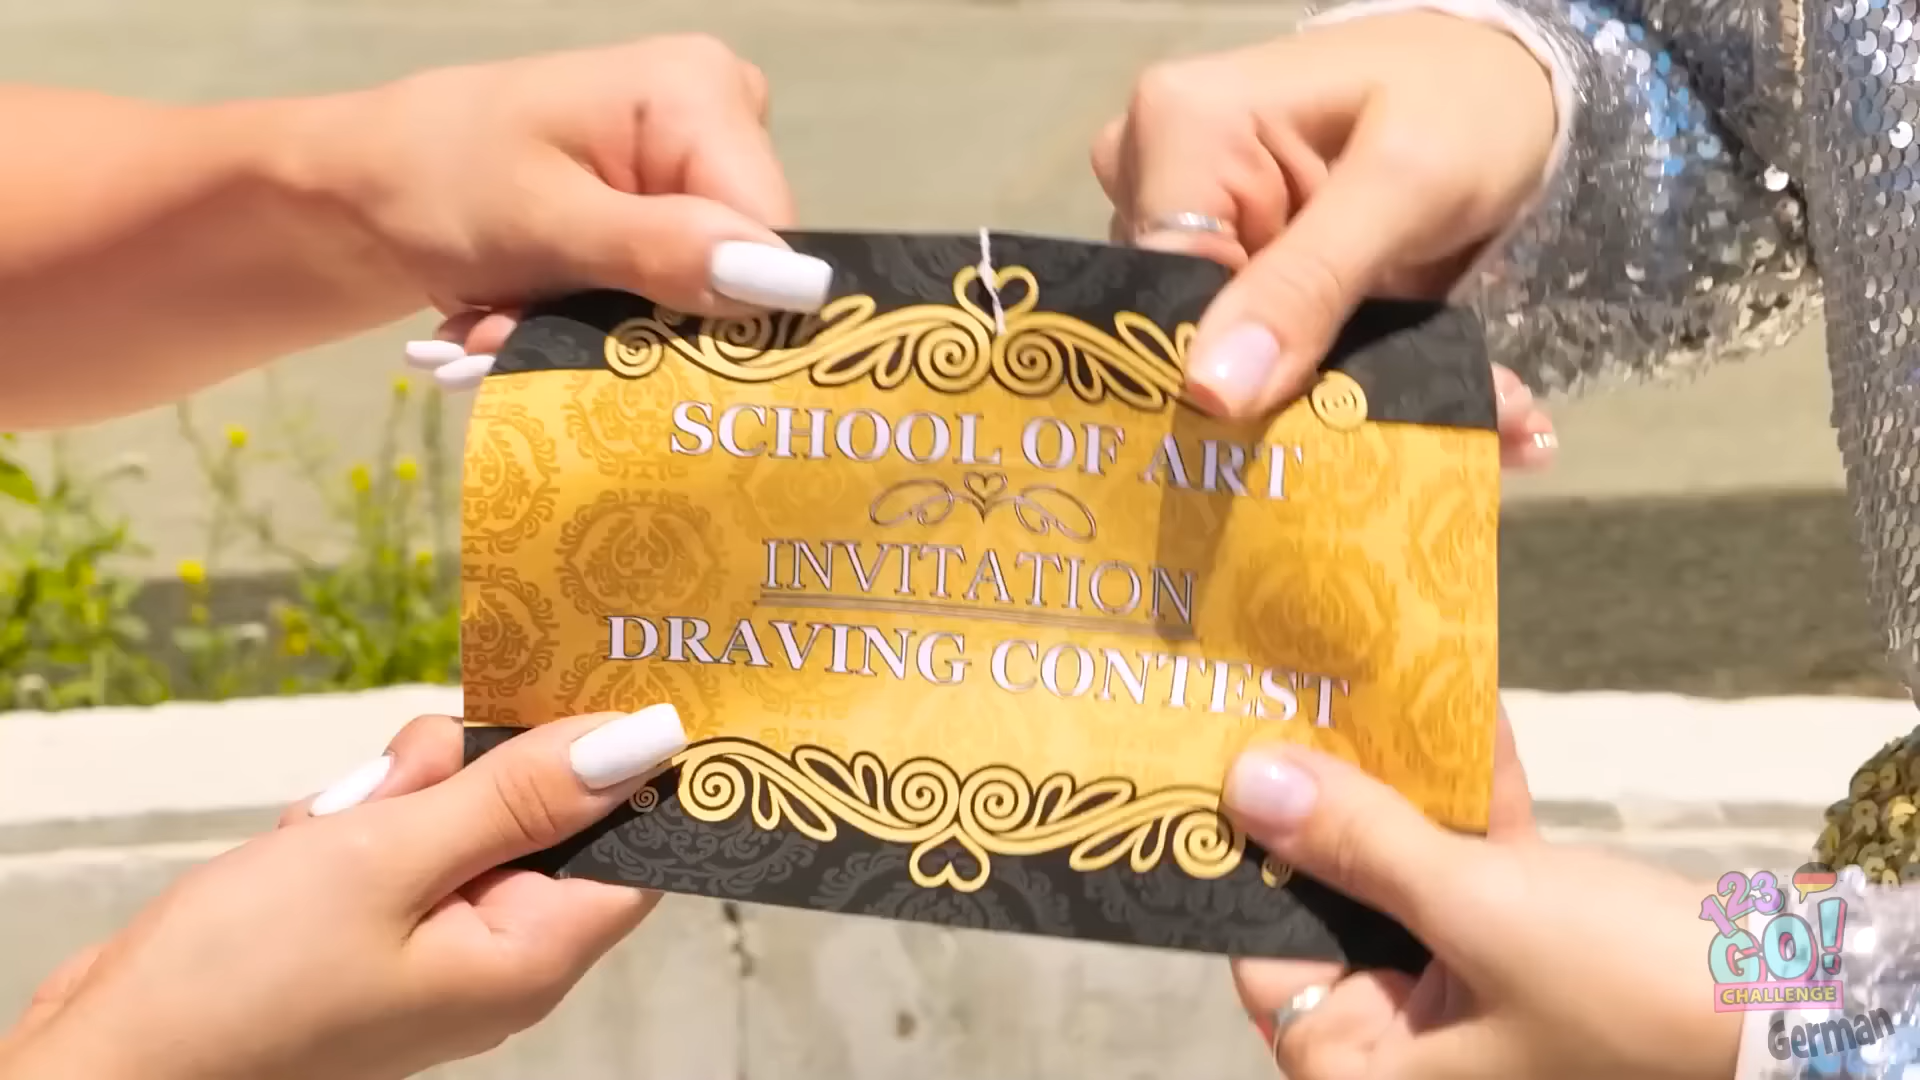 SCHOOL OF ART
INVITATION
DRAVING CONTEST
123
GO!
CHALLENGE
German